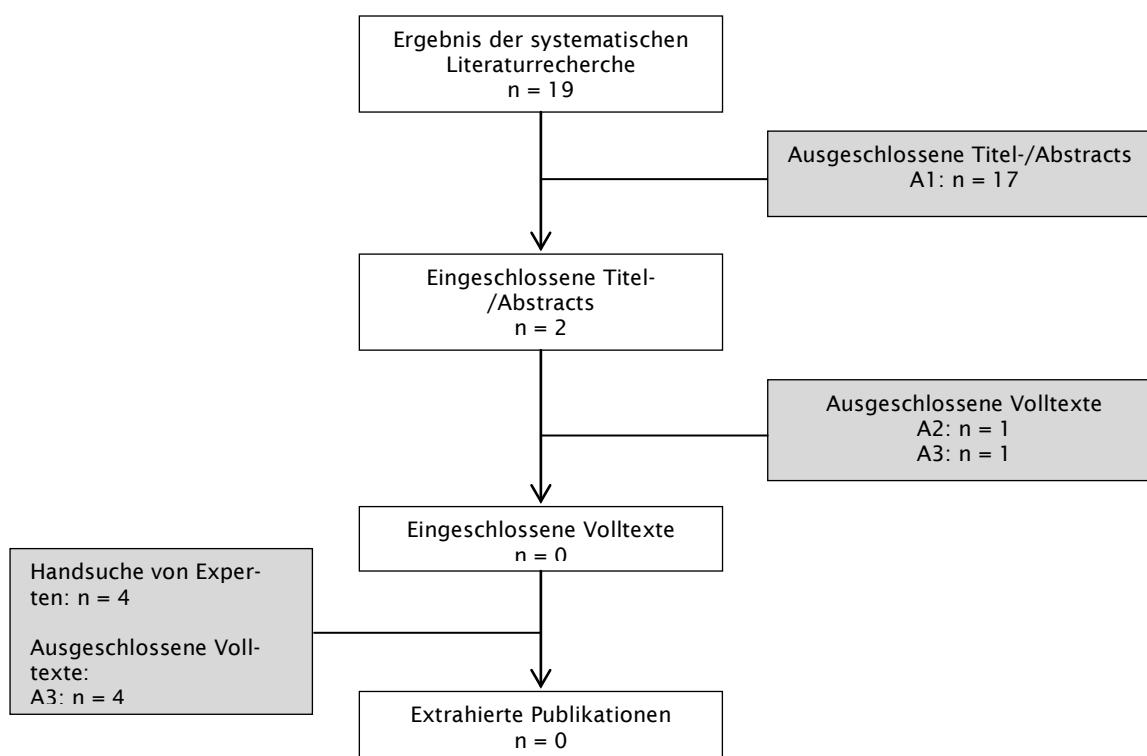 Ergebnis der systematischen
Literaturrecherche
n = 19
Ausgeschlossene Titel-/Abstracts
A1: n = 17
Eingeschlossene Titel-
/Abstracts
n = 2
Ausgeschlossene Volltexte
A2: n = 1
A3: n = 1
Eingeschlossene Volltexte
n = 0
Handsuche von Exper-
ten: n = 4
Ausgeschlossene Voll-
texte:
A3: n = 4
Extrahierte Publikationen
n = 0